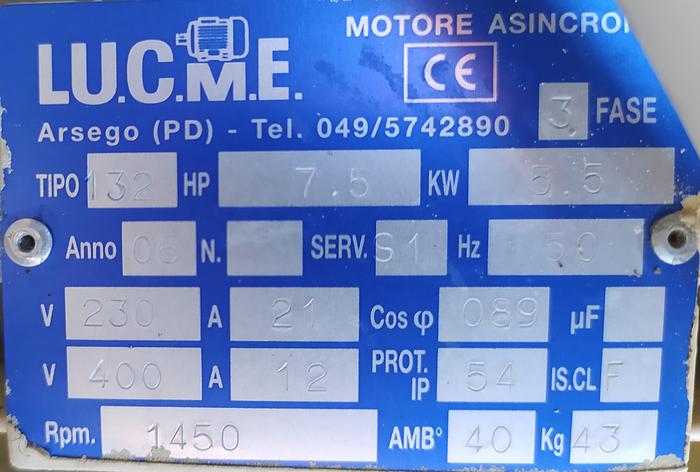 MOTORE ASINCRO
LU.C.M.E.
CE
Arsego (PD) - Tel. 049/5742890 3 FASE
TIPO 132 HP 7.5 KW 5.5
Anno 06 N. SERV. S1 Hz 50
V 230 A 21 Cos φ 089 µF
V 400 A 12 PROT. IP 54 IS.CL F
Rpm. 1450 AMB° 40 Kg 43